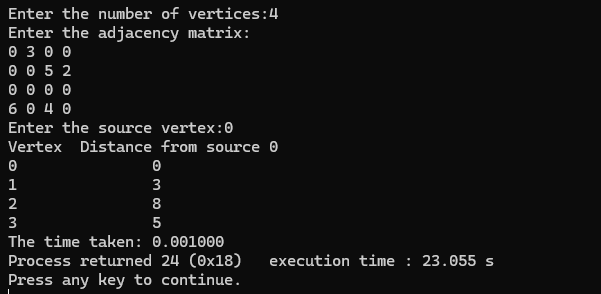 Enter the number of vertices:4
Enter the adjacency matrix:
0 3 0 0
0 0 5 2
0 0 0 0
6 0 4 0
Enter the source vertex:0
Vertex  Distance from source 0
0               0
1               3
2               8
3               5
The time taken: 0.001000
Process returned 24 (0x18)   execution time : 23.055 s
Press any key to continue.